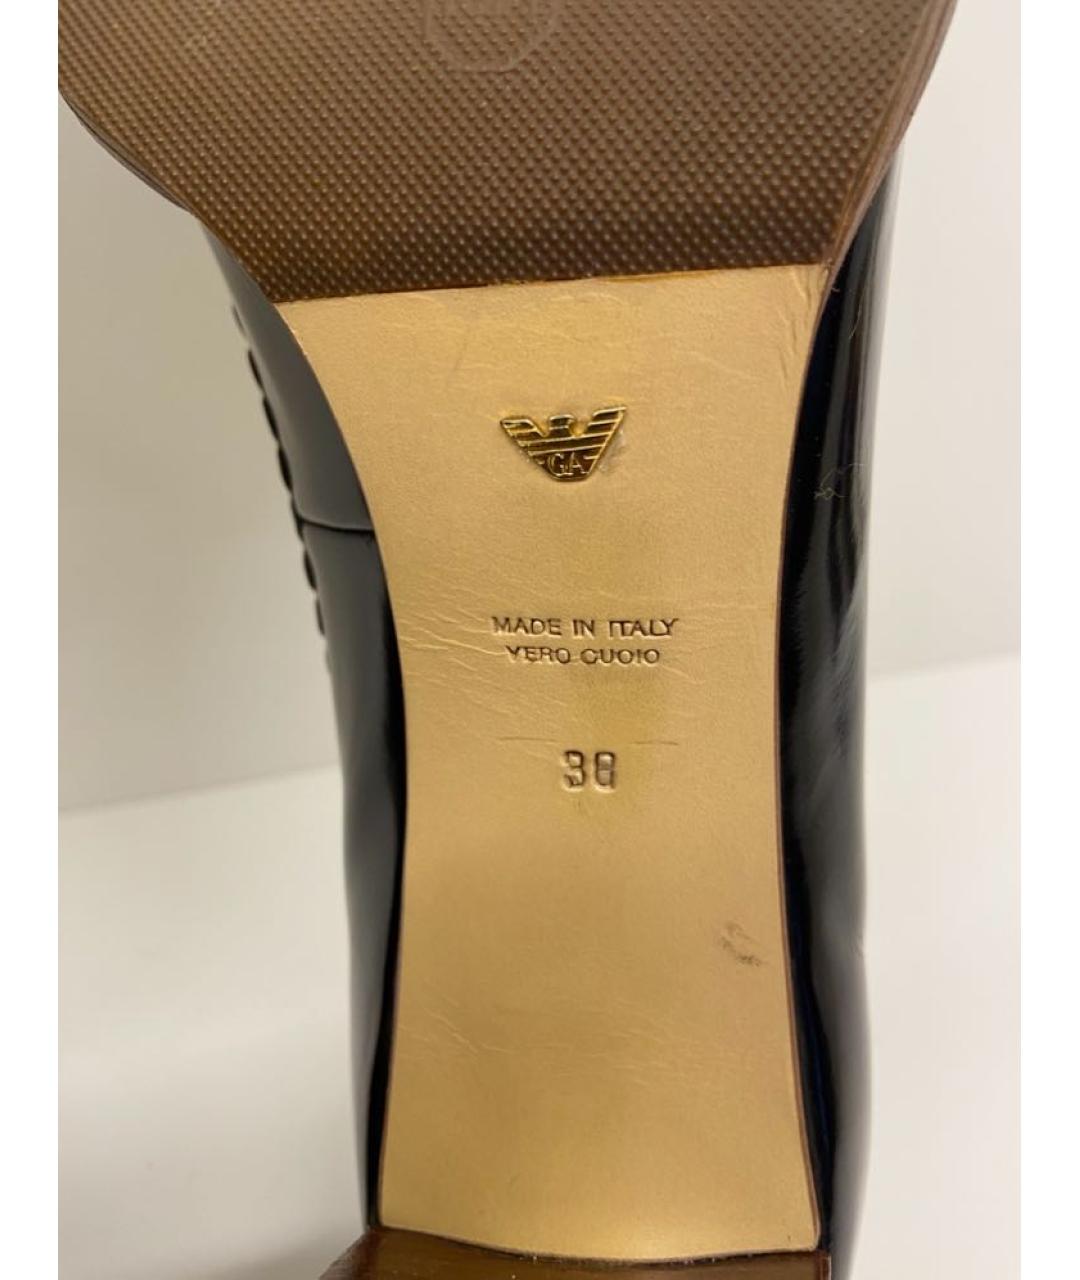 GA
MADE IN ITALY
VERO CUOIO
38